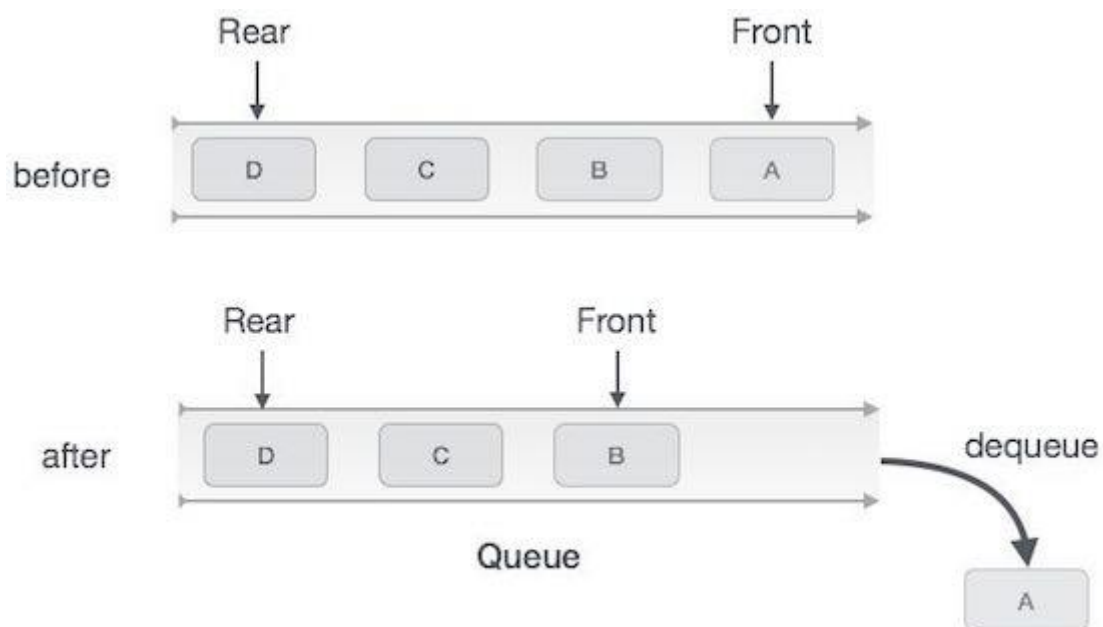 Rear Front
before D C B A
Rear Front
after D C B
dequeue
Queue
A